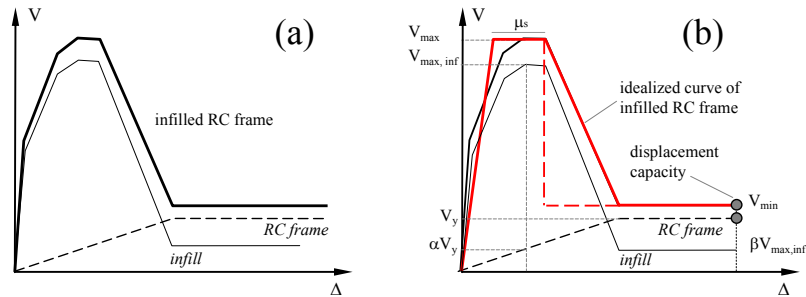 V
(a)
infilled RC frame
RC frame
infill
Δ
V
μs
(b)
Vmax
Vmax, inf
idealized curve of
infilled RC frame
displacement
capacity
Vmin
Vy
RC frame
αVy
infill
βVmax,inf
Δ